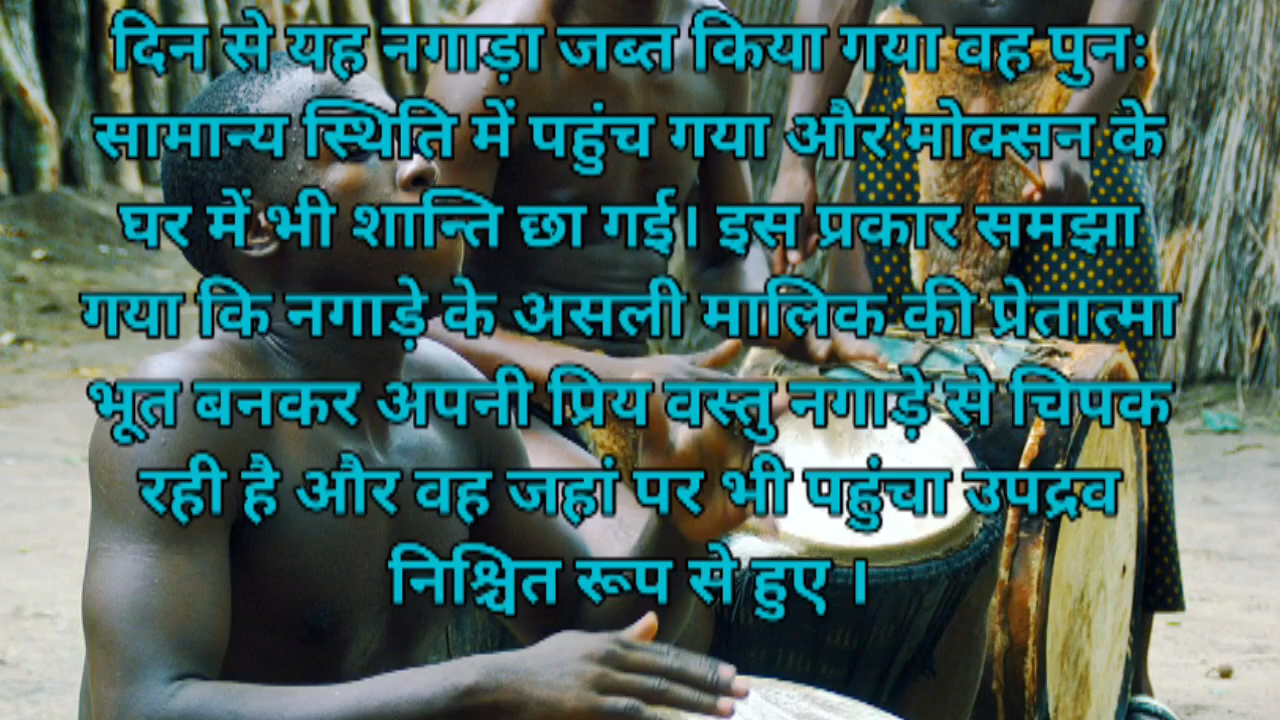 दिन से यह नगाड़ा जब्त किया गया वह पुनः
सामान्य स्थिति में पहुंच गया और मोक्सन के
घर में भी शान्ति छा गई। इस प्रकार समझा
गया कि नगाड़े के असली मालिक की प्रेतात्मा
भूत बनकर अपनी प्रिय वस्तु नगाड़े से चिपक
रही है और वह जहां पर भी पहुंचा उपद्रव
निश्चित रूप से हुए ।